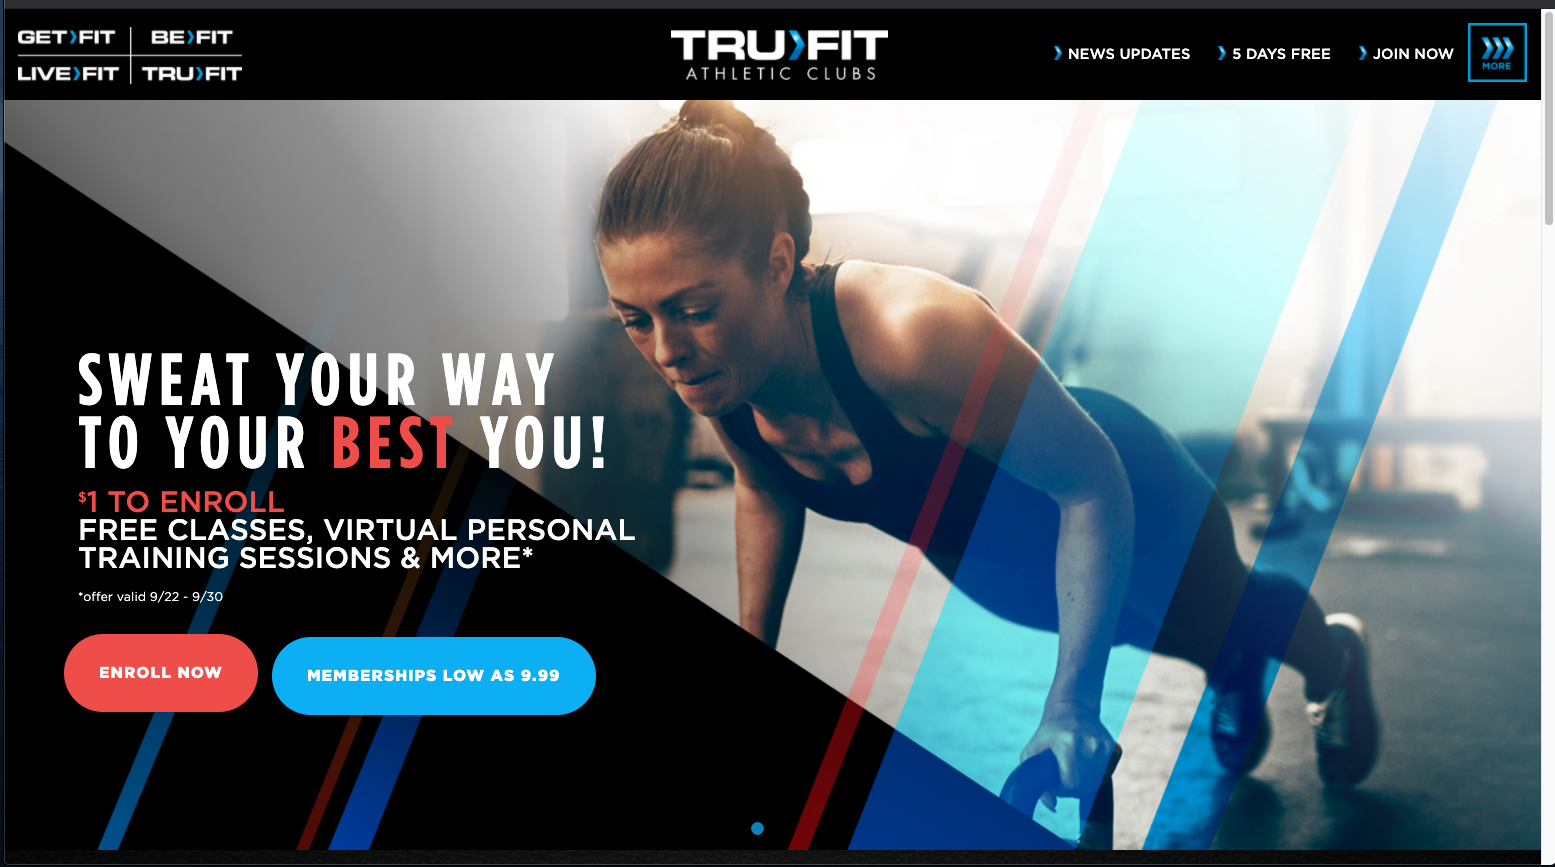 GET FIT
BE FIT
LIVE FIT
TRU FIT
TRU FIT
ATHLETIC CLUBS
NEWS UPDATES
5 DAYS FREE
JOIN NOW
MORE
SWEAT YOUR WAY
TO YOUR BEST YOU!
$1 TO ENROLL
FREE CLASSES, VIRTUAL PERSONAL
TRAINING SESSIONS & MORE*
*offer valid 9/22 - 9/30
ENROLL NOW
MEMBERSHIPS LOW AS 9.99